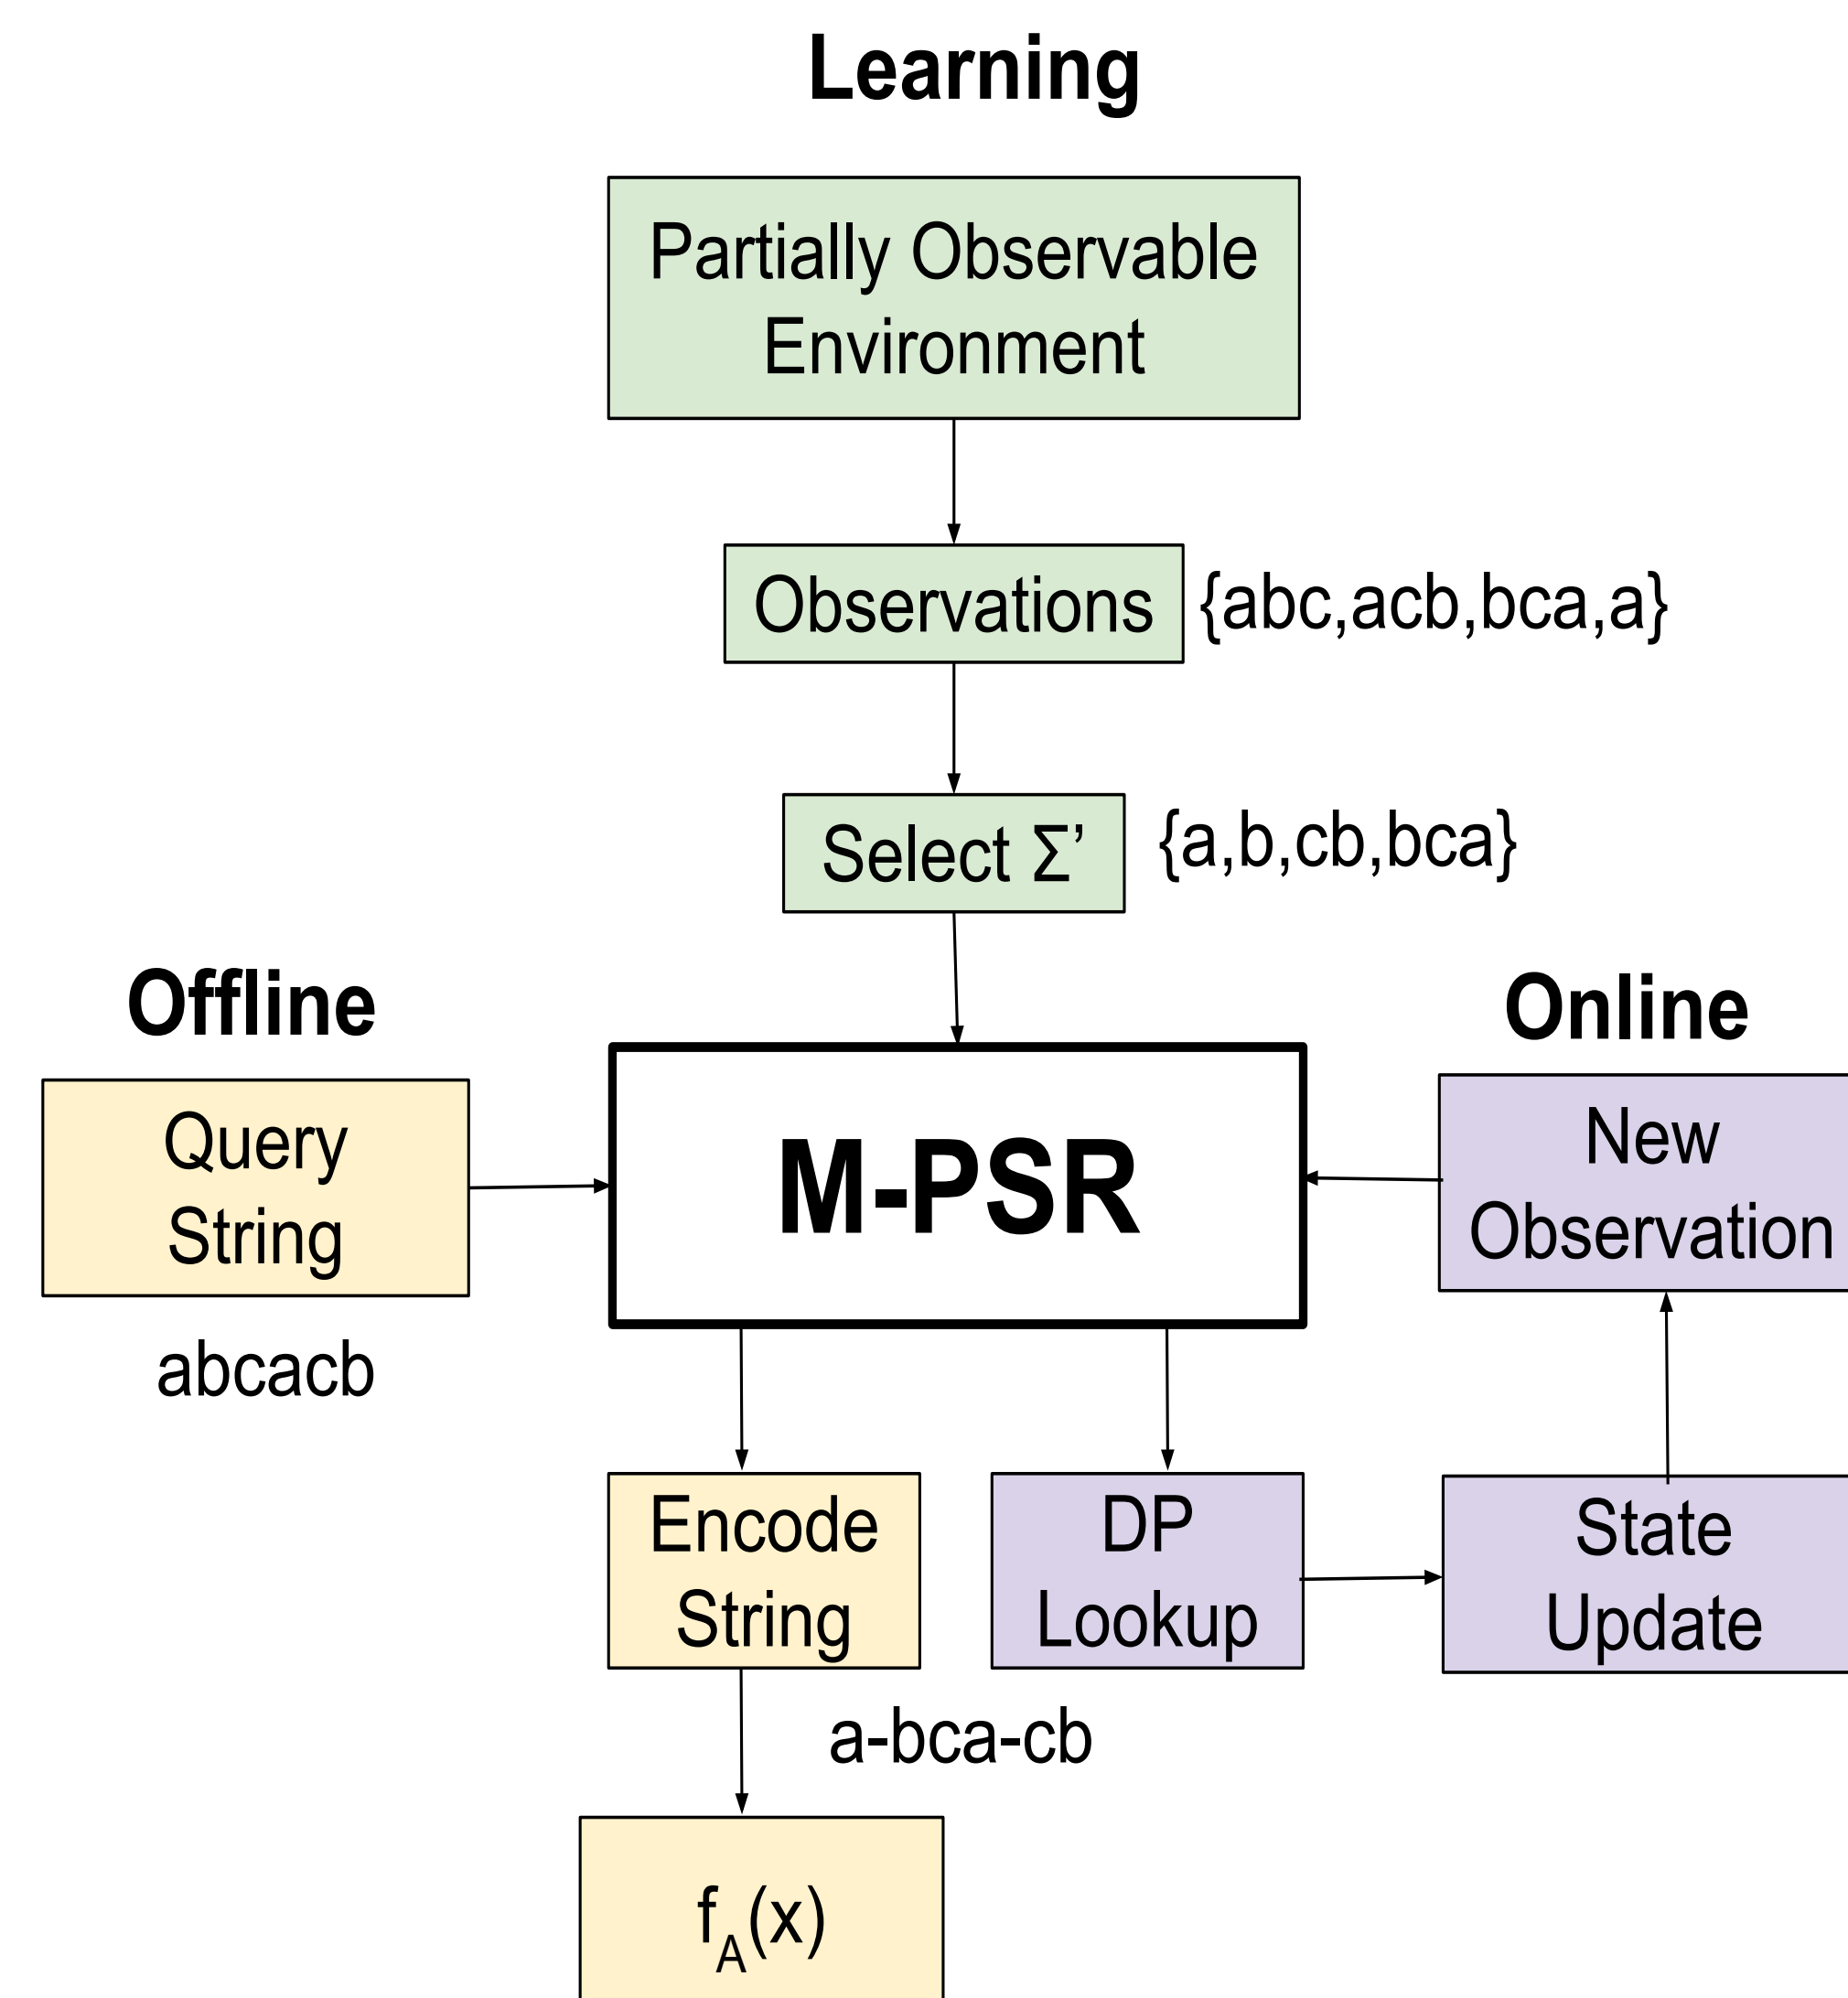 Learning
Partially Observable
Environment
Observations
{abc,acb,bca,a}
Select Σ’
{a,b,cb,bca}
Offline
Online
Query
String
abcacb
M-PSR
New
Observation
Encode
String
DP
Lookup
State
Update
a-bca-cb
f_A(x)